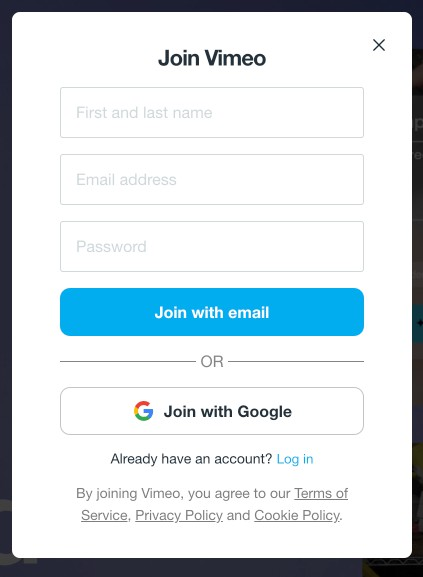 Join Vimeo
First and last name
Email address
Password
Join with email
OR
Join with Google
Already have an account? Log in
By joining Vimeo, you agree to our Terms of
Service, Privacy Policy and Cookie Policy.